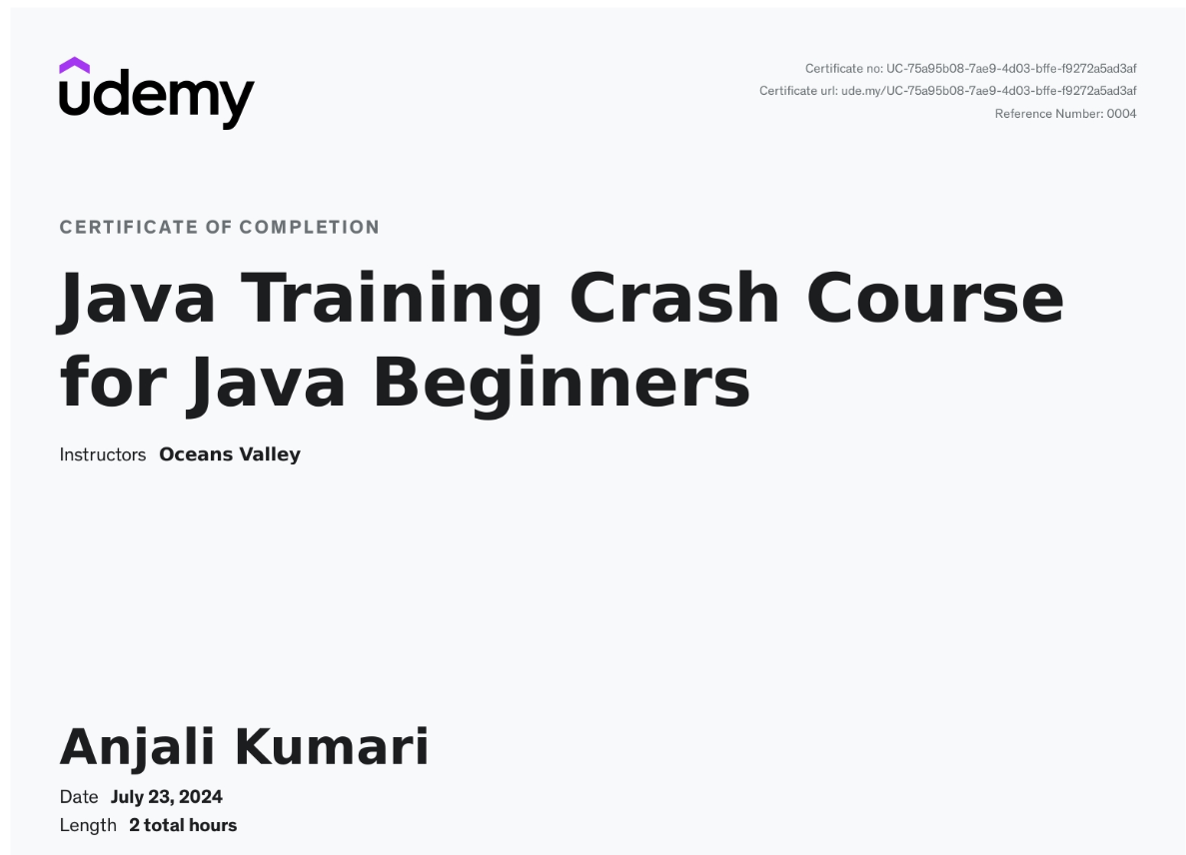 udemy
Certificate no: UC-75a95b08-7ae9-4d03-bffe-f9272a5ad3af
Certificate url: ude.my/UC-75a95b08-7ae9-4d03-bffe-f9272a5ad3af
Reference Number: 0004
CERTIFICATE OF COMPLETION
Java Training Crash Course
for Java Beginners
Instructors Oceans Valley
Anjali Kumari
Date July 23, 2024
Length 2 total hours